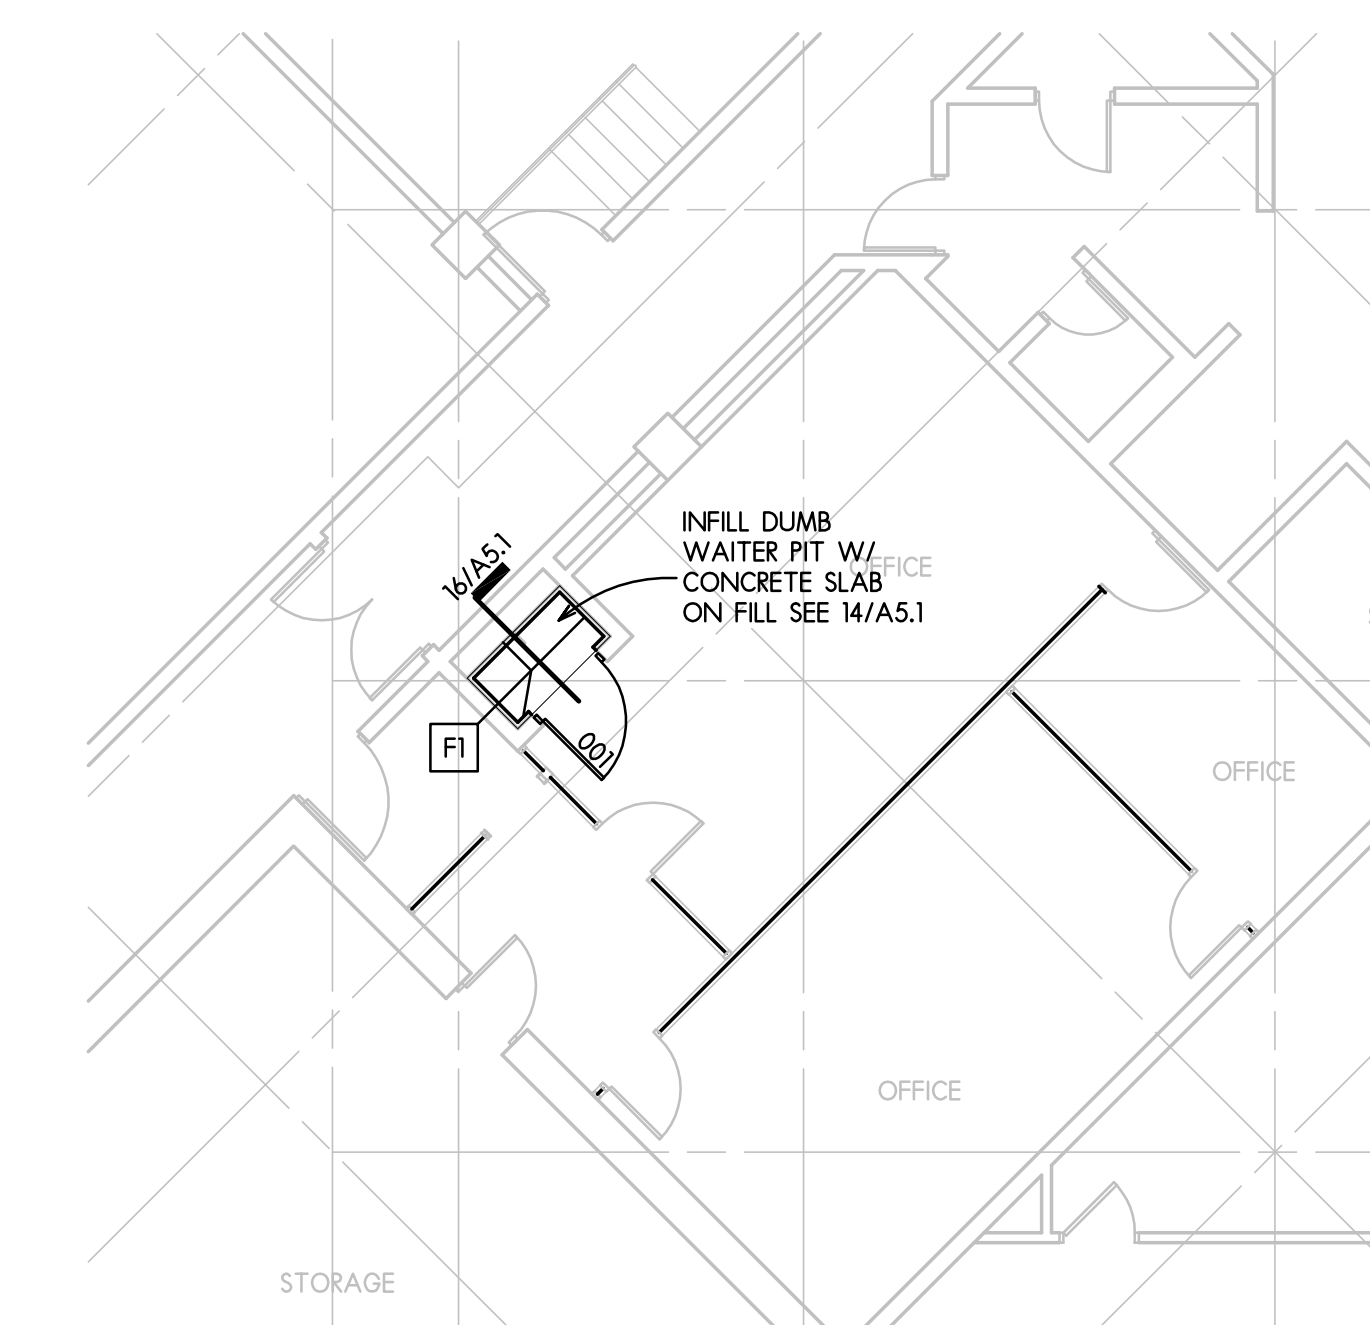 INFILL DUMB
WAITER PIT W/
CONCRETE SLAB
ON FILL SEE 14/A5.1
OFFICE
16/A5.1
F1
001
OFFICE
OFFICE
STORAGE